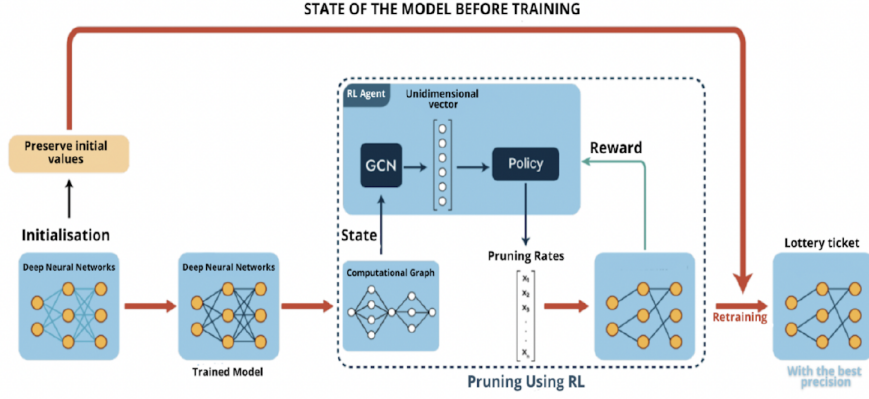 STATE OF THE MODEL BEFORE TRAINING
RL Agent
Unidimensional
vector
Preserve initial
values
GCN
Policy
Reward
Initialisation
State
Pruning Rates
Lottery ticket
Deep Neural Networks
Deep Neural Networks
Computational Graph
X₁
X₂
X₃
.
.
.
Xₙ
Retraining
Trained Model
Pruning Using RL
With the best
precision